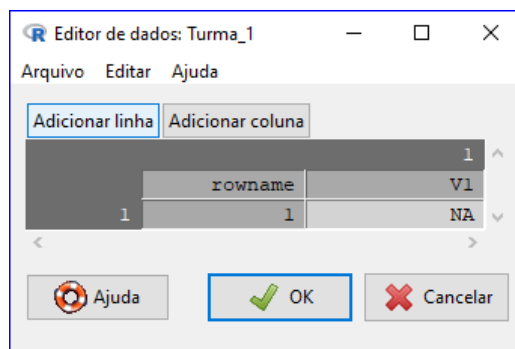 Editor de dados: Turma_1
Arquivo Editar Ajuda
Adicionar linha Adicionar coluna
1
rowname V1
1 1 NA
Ajuda OK Cancelar